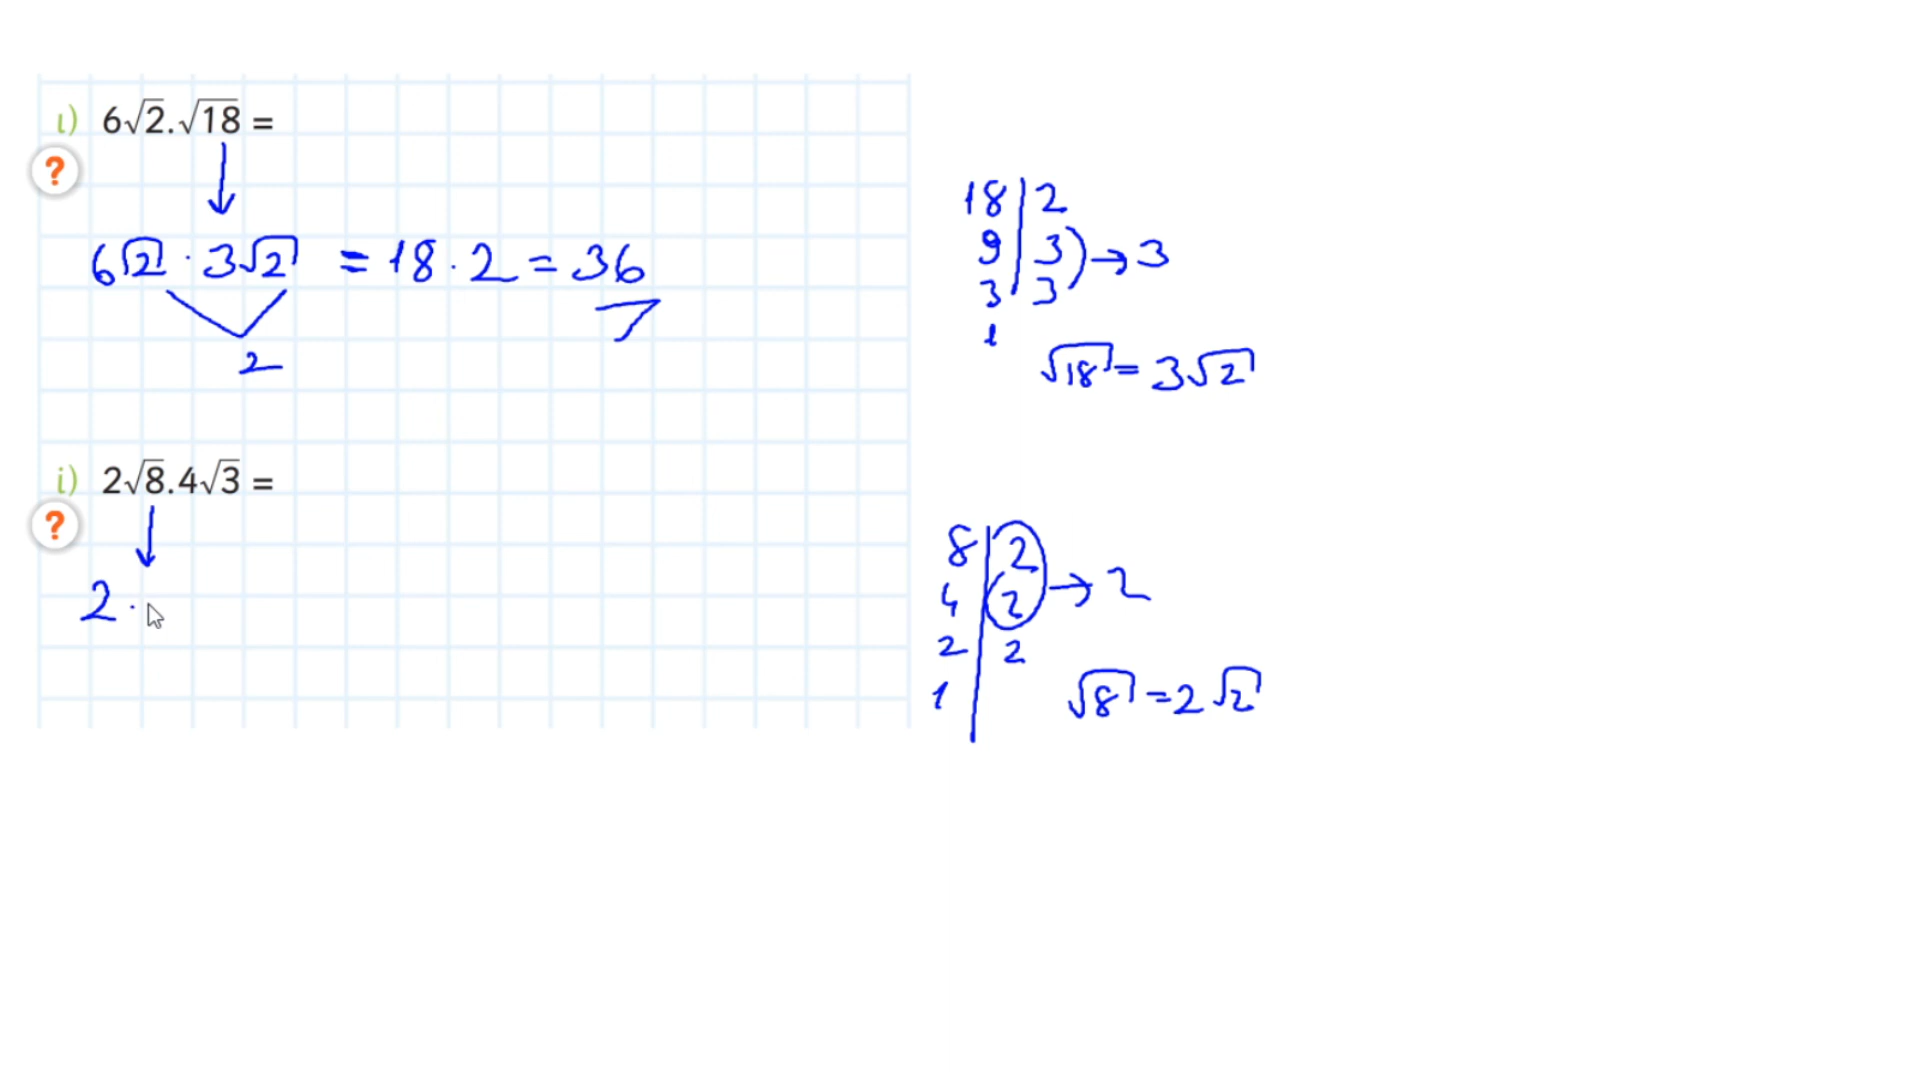 ı) 6√2.√18 =
?
6√2 · 3√2 = 18 · 2 = 36
2
i) 2√8.4√3 =
?
2 ·
18 | 2
9 | 3 → 3
3 | 3
1
√18 = 3√2
8 | 2
4 | 2 → 2
2 | 2
1
√8 = 2√2